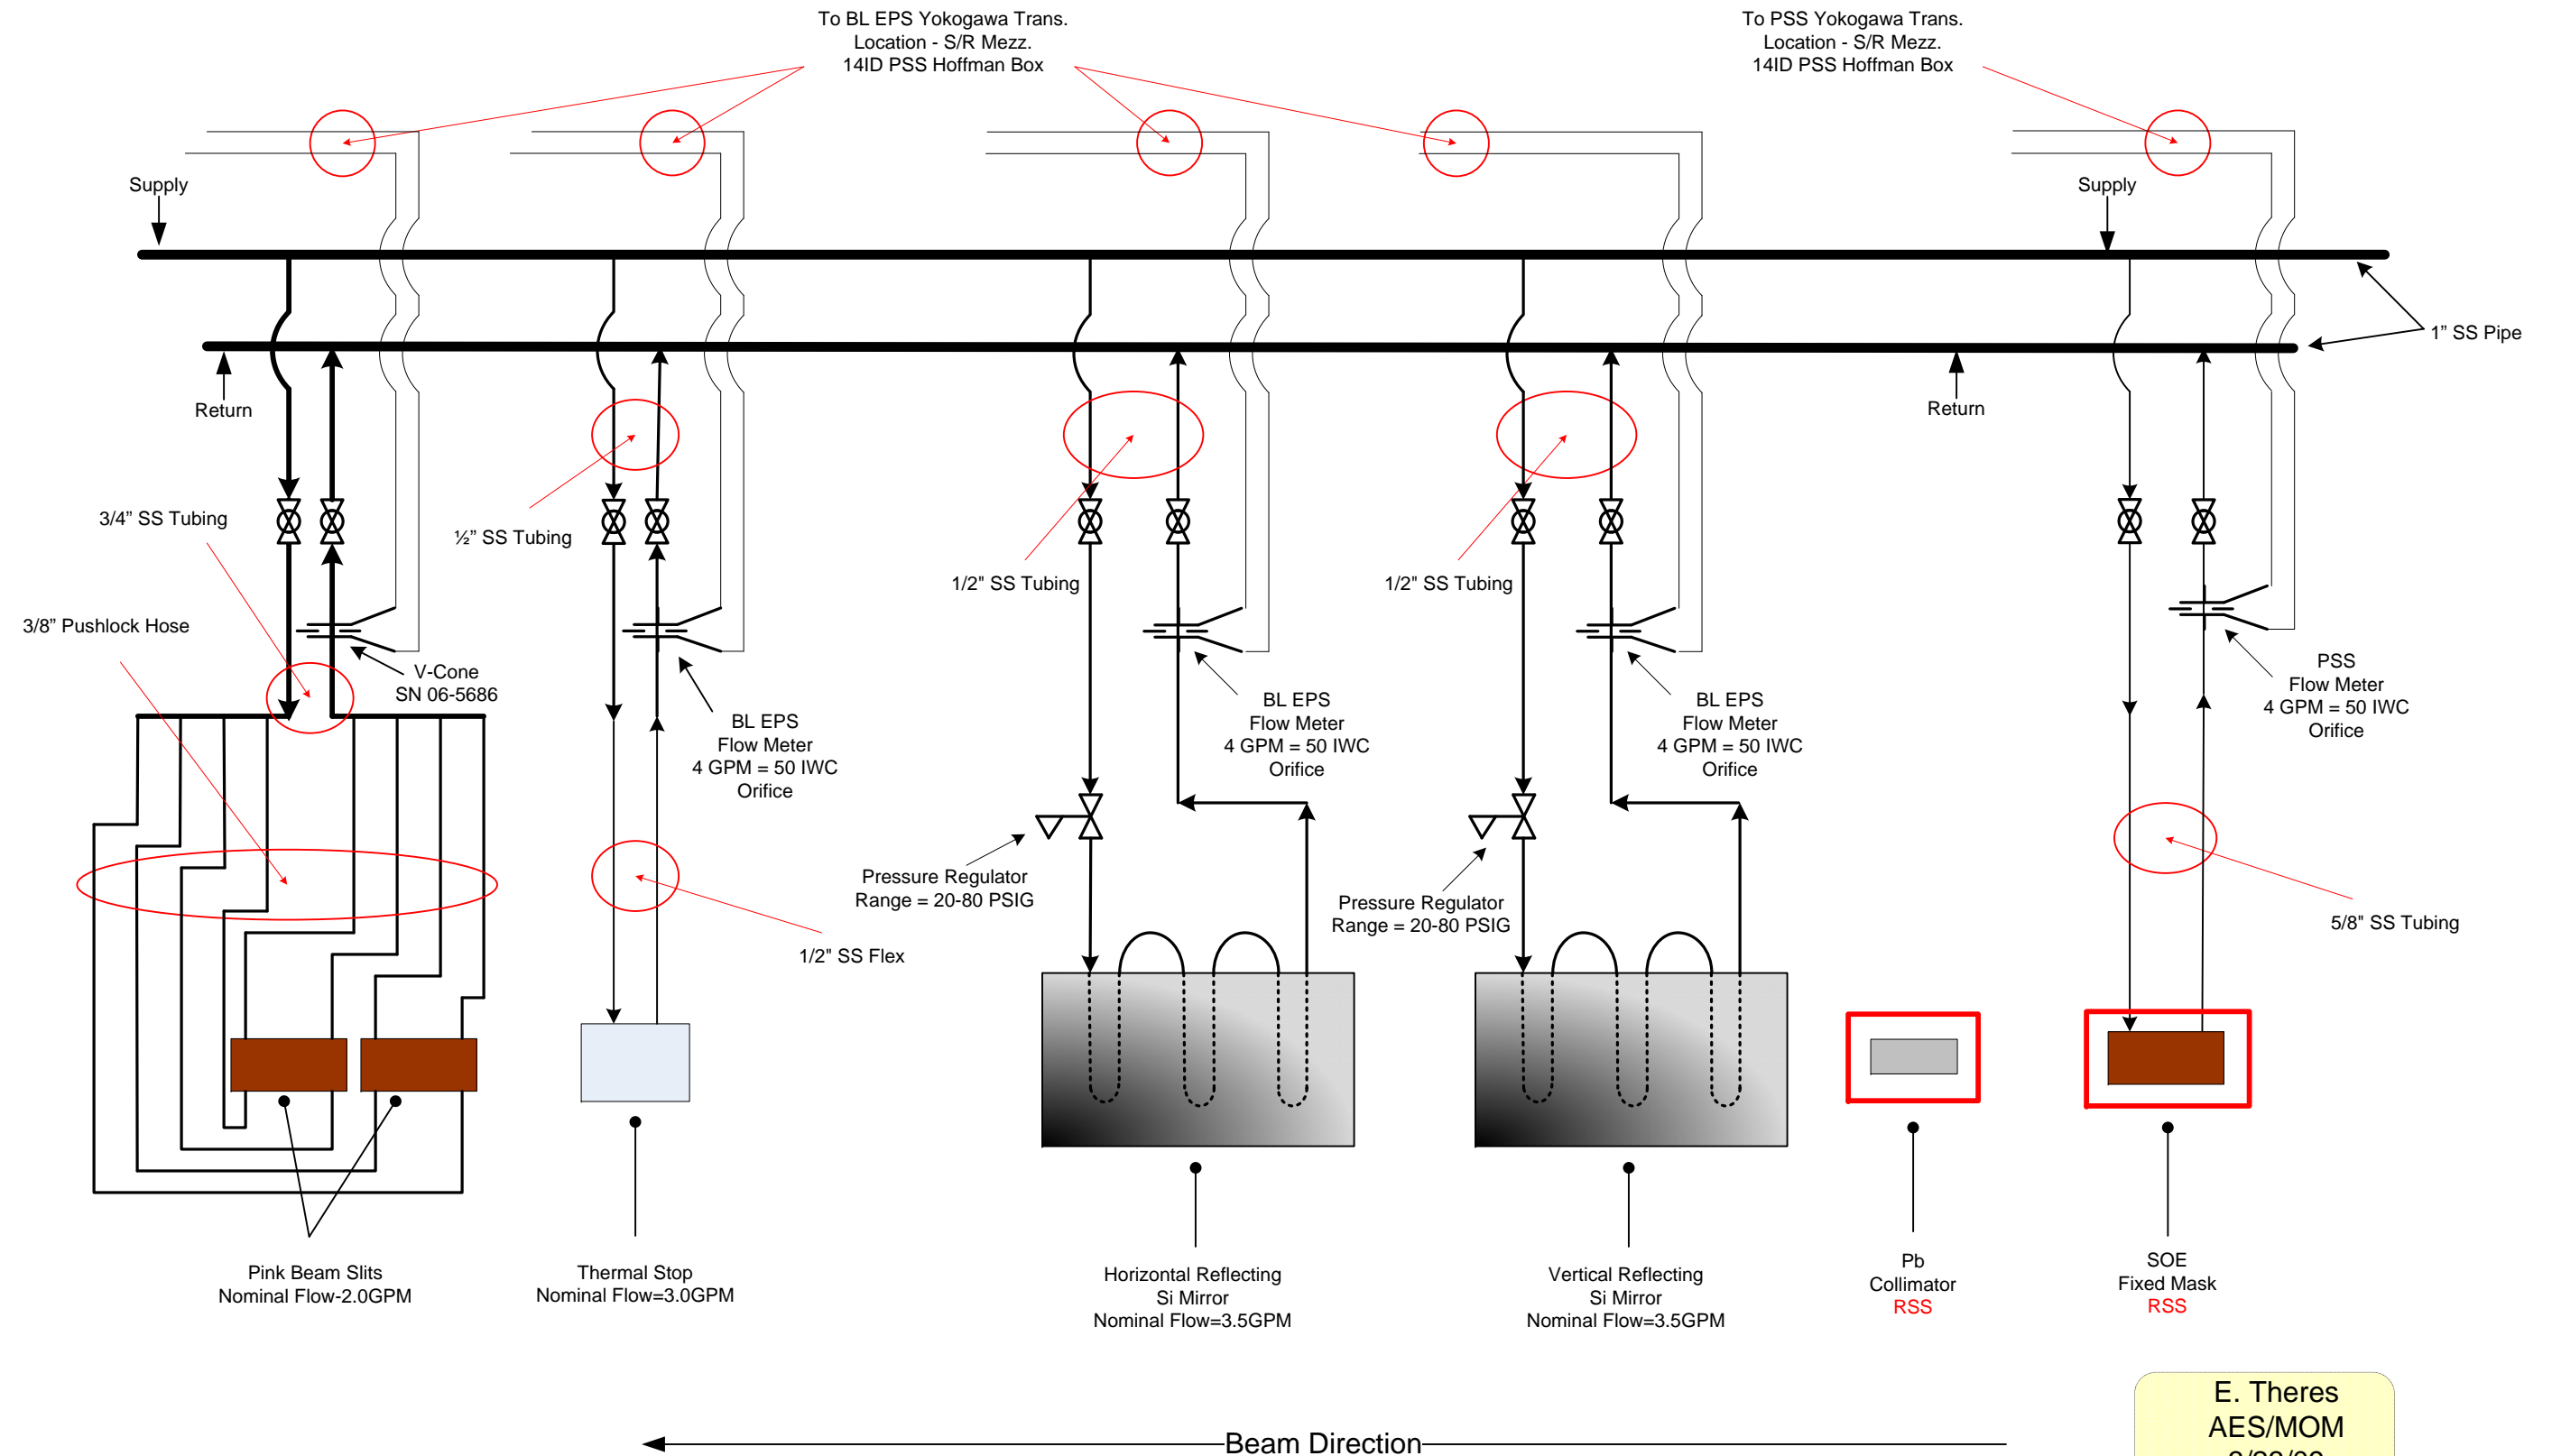 To BL EPS Yokogawa Trans.
Location - S/R Mezz.
14ID PSS Hoffman Box
To PSS Yokogawa Trans.
Location - S/R Mezz.
14ID PSS Hoffman Box
Supply
Supply
1” SS Pipe
Return
Return
3/4” SS Tubing
½” SS Tubing
1/2" SS Tubing
1/2" SS Tubing
3/8” Pushlock Hose
V-Cone
SN 06-5686
BL EPS
Flow Meter
4 GPM = 50 IWC
Orifice
BL EPS
Flow Meter
4 GPM = 50 IWC
Orifice
BL EPS
Flow Meter
4 GPM = 50 IWC
Orifice
PSS
Flow Meter
4 GPM = 50 IWC
Orifice
Pressure Regulator
Range = 20-80 PSIG
Pressure Regulator
Range = 20-80 PSIG
1/2" SS Flex
5/8" SS Tubing
Pink Beam Slits
Nominal Flow-2.0GPM
Thermal Stop
Nominal Flow=3.0GPM
Horizontal Reflecting
Si Mirror
Nominal Flow=3.5GPM
Vertical Reflecting
Si Mirror
Nominal Flow=3.5GPM
Pb
Collimator
RSS
SOE
Fixed Mask
RSS
Beam Direction
E. Theres
AES/MOM